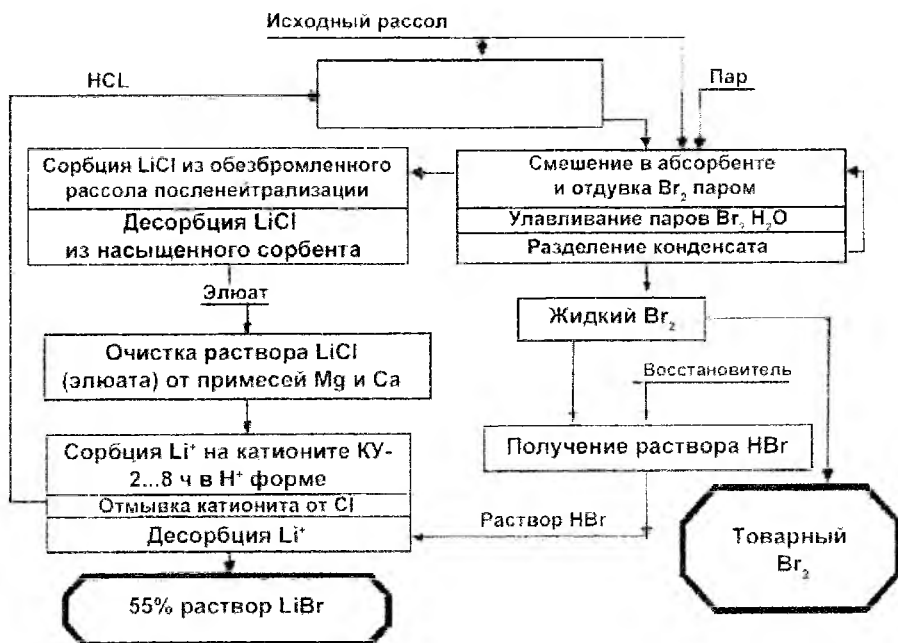 Исходный рассол
HCL
Пар
Сорбция LiCl из обезбромленного
рассола посленейтрализации
Десорбция LiCl
из насыщенного сорбента
Смешение в абсорбенте
и отдувка Br₂ паром
Улавливание паров Br₂ H₂O
Разделение конденсата
Элюат
Жидкий Br₂
Очистка раствора LiCl
(элюата) от примесей Mg и Ca
Восстановитель
Получение раствора HBr
Сорбция Li⁺ на катионите КУ-
2...8 ч в H⁺ форме
Отмывка катионита от Cl
Десорбция Li⁺
Раствор HBr
Товарный
Br₂
55% раствор LiBr